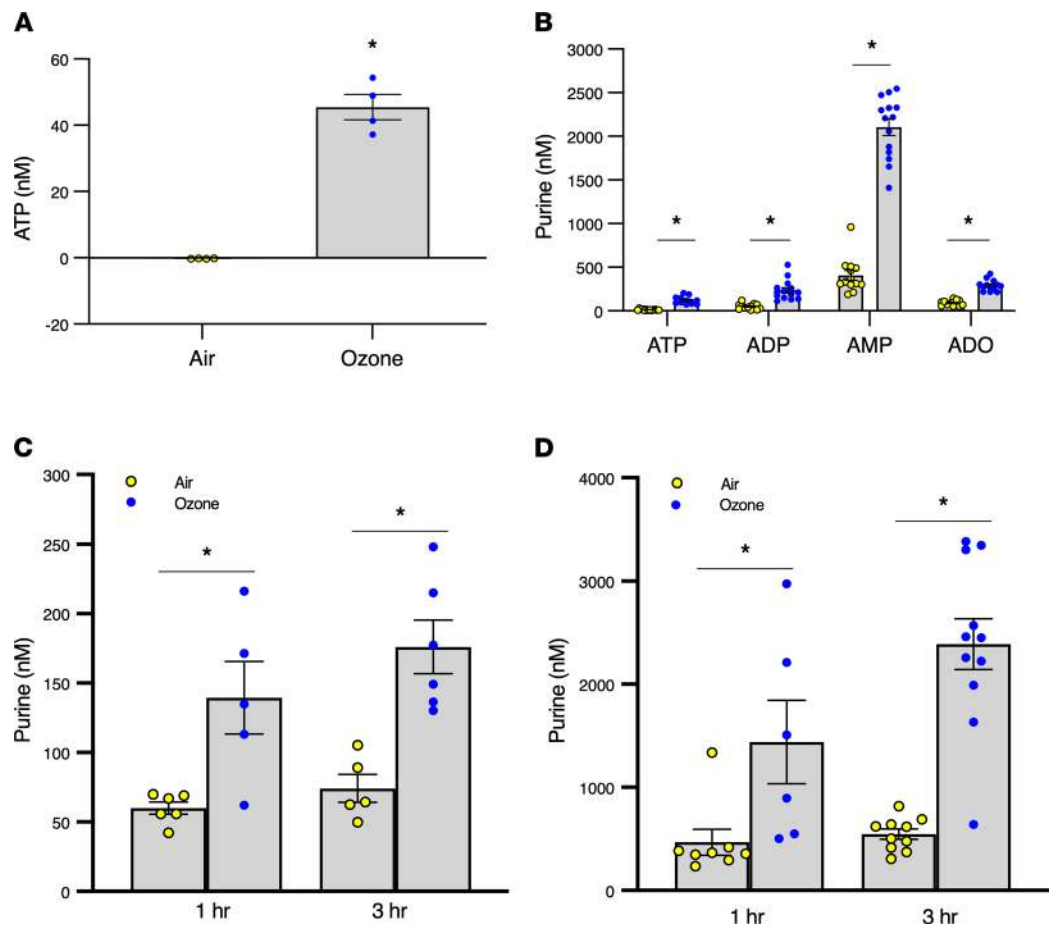 A
*
60
40
20
0
-20
ATP (nM)
Air Ozone
B
3000
2500
2000
1500
1000
500
0
Purine (nM)
* * * *
ATP ADP AMP ADO
C
Air
Ozone
300
250
200
150
100
50
0
Purine (nM)
* *
1 hr 3 hr
D
Air
Ozone
4000
3000
2000
1000
0
Purine (nM)
* *
1 hr 3 hr